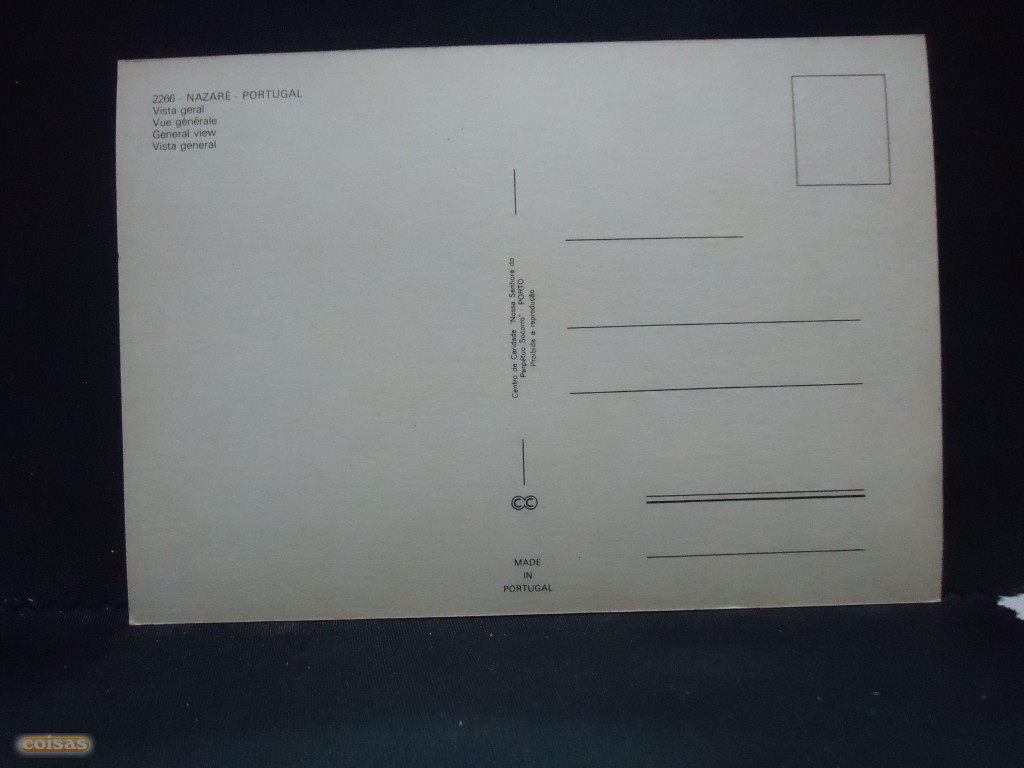 2266 - NAZARÉ - PORTUGAL
Vista geral
Vue générale
General view
Vista general
Centro de Caridade "Nossa Senhora do
Perpétuo Socorro" - PORTO
Proibida a reprodução
CC
MADE
IN
PORTUGAL
coisas